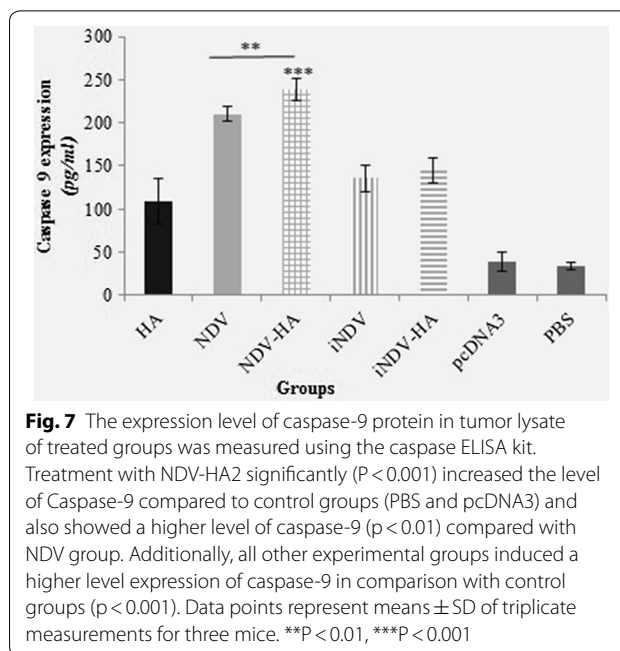 300
250
200
150
100
50
0
**
***
Caspase 9 expression
(pg/ml)
HA
NDV
NDV-HA
iNDV
iNDV-HA
pcDNA3
PBS
Groups
Fig. 7 The expression level of caspase-9 protein in tumor lysate
of treated groups was measured using the caspase ELISA kit.
Treatment with NDV-HA2 significantly (P < 0.001) increased the level
of Caspase-9 compared to control groups (PBS and pcDNA3) and
also showed a higher level of caspase-9 (p < 0.01) compared with
NDV group. Additionally, all other experimental groups induced a
higher level expression of caspase-9 in comparison with control
groups (p < 0.001). Data points represent means ± SD of triplicate
measurements for three mice. **P < 0.01, ***P < 0.001